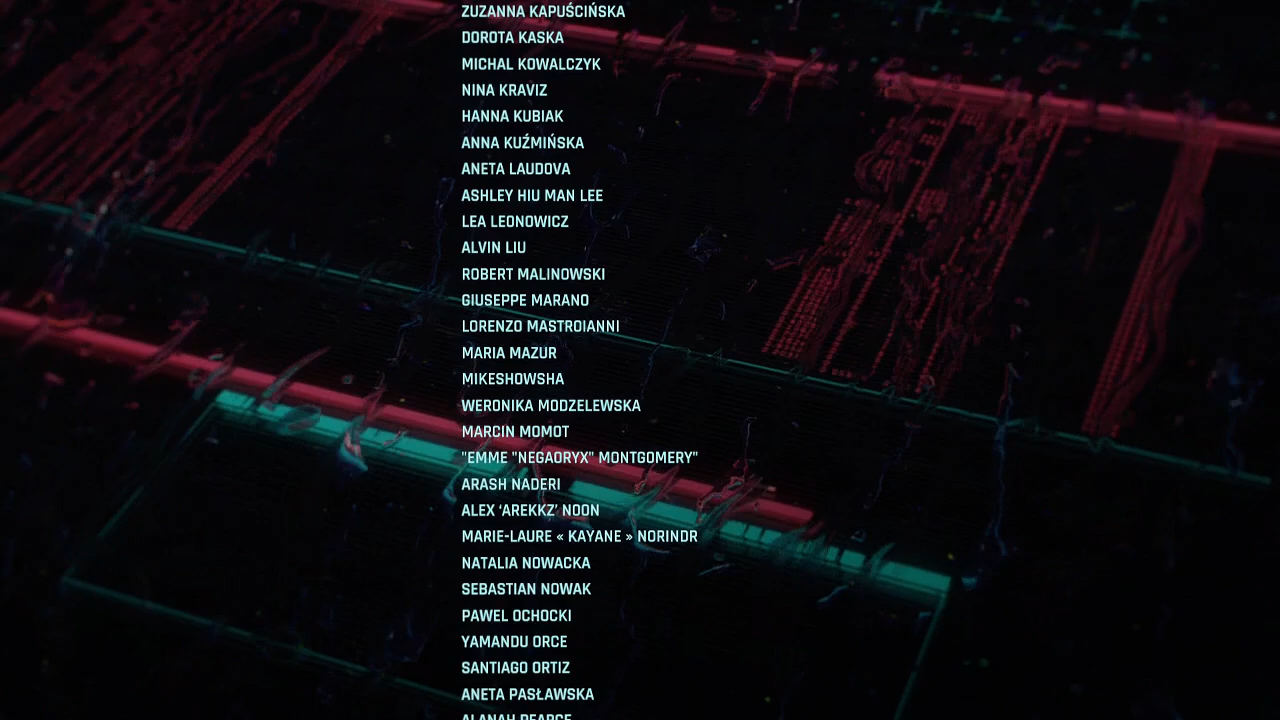 ZUZANNA KAPUŚCIŃSKA
DOROTA KASKA
MICHAL KOWALCZYK
NINA KRAVIZ
HANNA KUBIAK
ANNA KUŹMIŃSKA
ANETA LAUDOVA
ASHLEY HIU MAN LEE
LEA LEONOWICZ
ALVIN LIU
ROBERT MALINOWSKI
GIUSEPPE MARANO
LORENZO MASTROIANNI
MARIA MAZUR
MIKESHOWSHA
WERONIKA MODZELEWSKA
MARCIN MOMOT
"EMME "NEGAORYX" MONTGOMERY"
ARASH NADERI
ALEX ‘AREKKZ’ NOON
MARIE-LAURE « KAYANE » NORINDR
NATALIA NOWACKA
SEBASTIAN NOWAK
PAWEL OCHOCKI
YAMANDU ORCE
SANTIAGO ORTIZ
ANETA PASŁAWSKA
ALANAH PEARCE